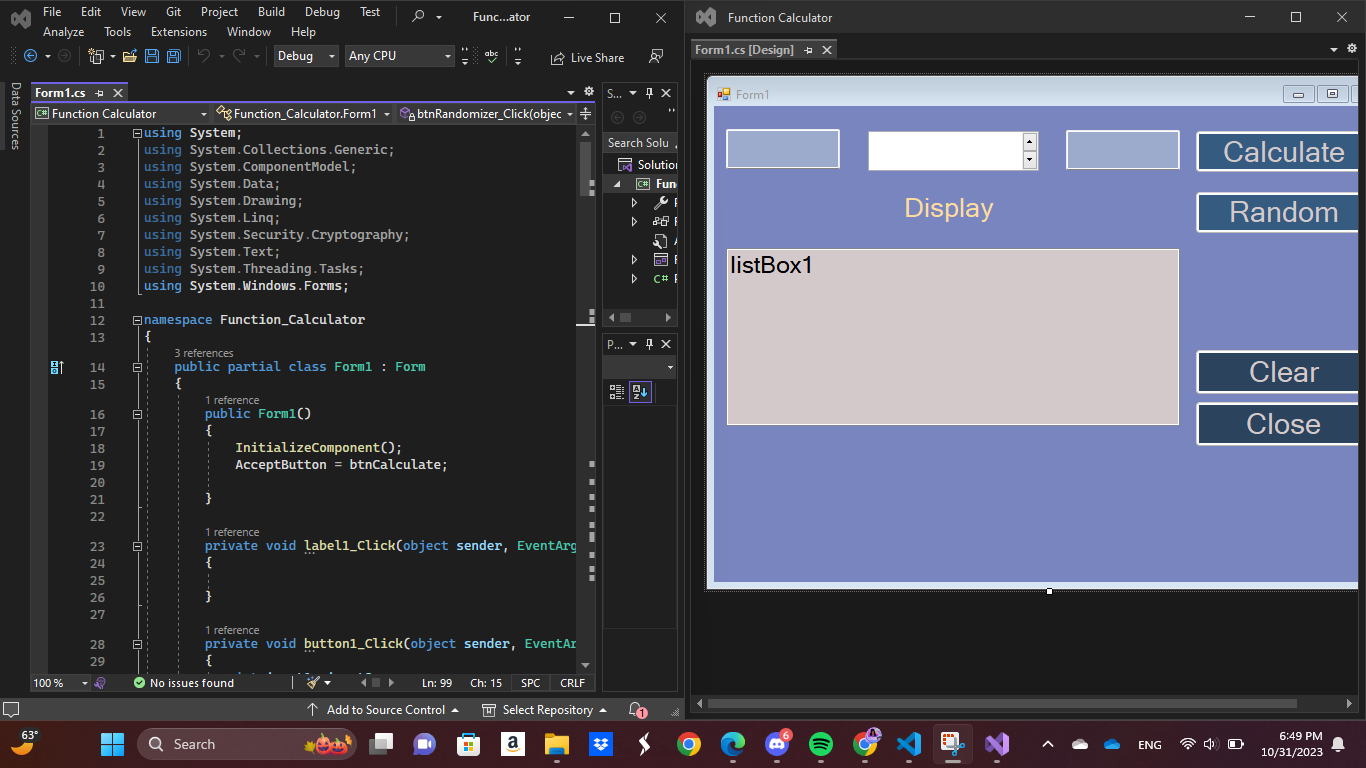 File Edit View Git Project Build Debug Test Func...ator
Analyze Tools Extensions Window Help
Debug Any CPU Live Share
Data Sources
Form1.cs
Function Calculator Function_Calculator.Form1 btnRandomizer_Click(objec
1 using System;
2 using System.Collections.Generic;
3 using System.ComponentModel;
4 using System.Data;
5 using System.Drawing;
6 using System.Linq;
7 using System.Security.Cryptography;
8 using System.Text;
9 using System.Threading.Tasks;
10 using System.Windows.Forms;
11
12 namespace Function_Calculator
13 {
3 references
14 public partial class Form1 : Form
15 {
1 reference
16 public Form1()
17 {
18 InitializeComponent();
19 AcceptButton = btnCalculate;
20
21 }
22
1 reference
23 private void label1_Click(object sender, EventArg
24 {
25
26 }
27
1 reference
28 private void button1_Click(object sender, EventAr
29 {
100 % No issues found Ln: 99 Ch: 15 SPC CRLF
S...
Search Solu
Solution
Fun
P...
Add to Source Control Select Repository 1
Function Calculator
Form1.cs [Design]
Form1
Calculate
Display
Random
listBox1
Clear
Close
63°
Search
a
6
ENG
6:49 PM
10/31/2023